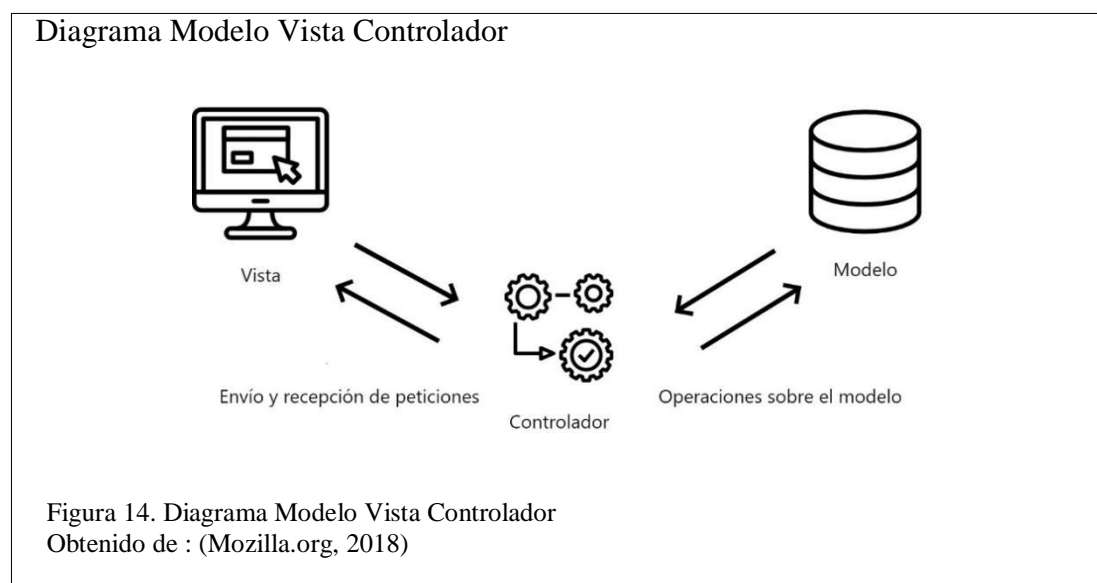 Diagrama Modelo Vista Controlador
Vista
Modelo
Envío y recepción de peticiones
Operaciones sobre el modelo
Controlador
Figura 14. Diagrama Modelo Vista Controlador
Obtenido de : (Mozilla.org, 2018)